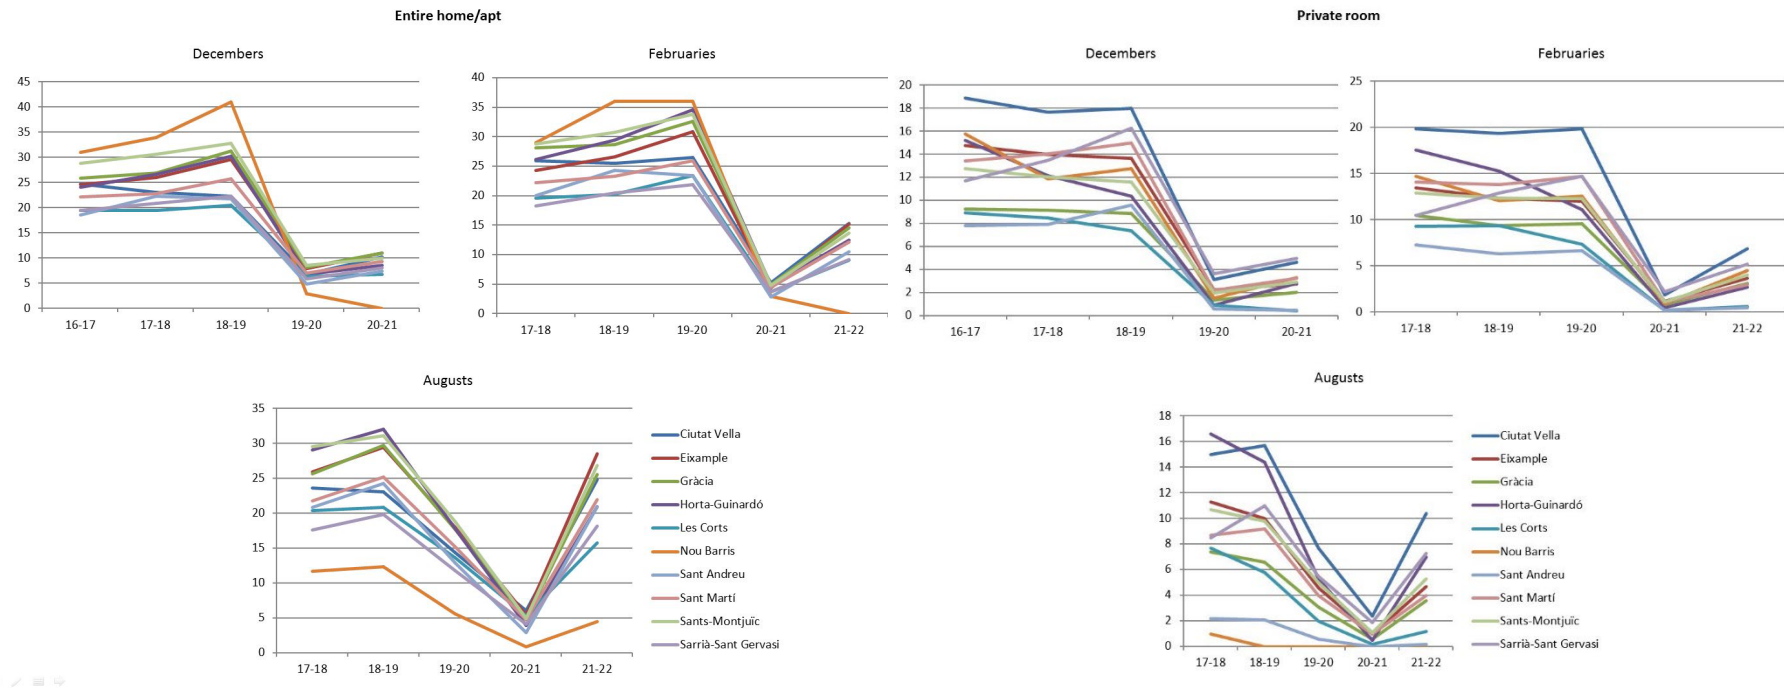 Entire home/apt
Private room
Decembers
45
40
35
30
25
20
15
10
5
0
16-17 17-18 18-19 19-20 20-21
Februaries
40
35
30
25
20
15
10
5
0
17-18 18-19 19-20 20-21 21-22
Decembers
20
18
16
14
12
10
8
6
4
2
0
16-17 17-18 18-19 19-20 20-21
Februaries
25
20
15
10
5
0
17-18 18-19 19-20 20-21 21-22
Augusts
35
30
25
20
15
10
5
0
17-18 18-19 19-20 20-21 21-22
Ciutat Vella
Eixample
Gràcia
Horta-Guinardó
Les Corts
Nou Barris
Sant Andreu
Sant Martí
Sants-Montjuïc
Sarrià-Sant Gervasi
Augusts
18
16
14
12
10
8
6
4
2
0
17-18 18-19 19-20 20-21 21-22
Ciutat Vella
Eixample
Gràcia
Horta-Guinardó
Les Corts
Nou Barris
Sant Andreu
Sant Martí
Sants-Montjuïc
Sarrià-Sant Gervasi